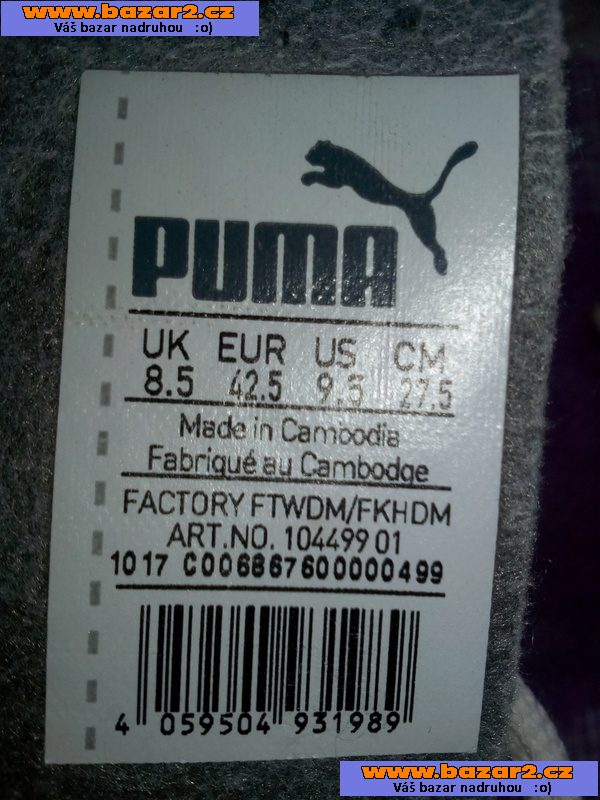 www.bazar2.cz
Váš bazar nadruhou :o)
PUMA
UK EUR US CM
8.5 42.5 9.5 27.5
Made in Cambodia
Fabriqué au Cambodge
FACTORY FTWDM/FKHDM
ART.NO. 104499 01
1017 C006867600000499
4 059504 931989
www.bazar2.cz
Váš bazar nadruhou :o)